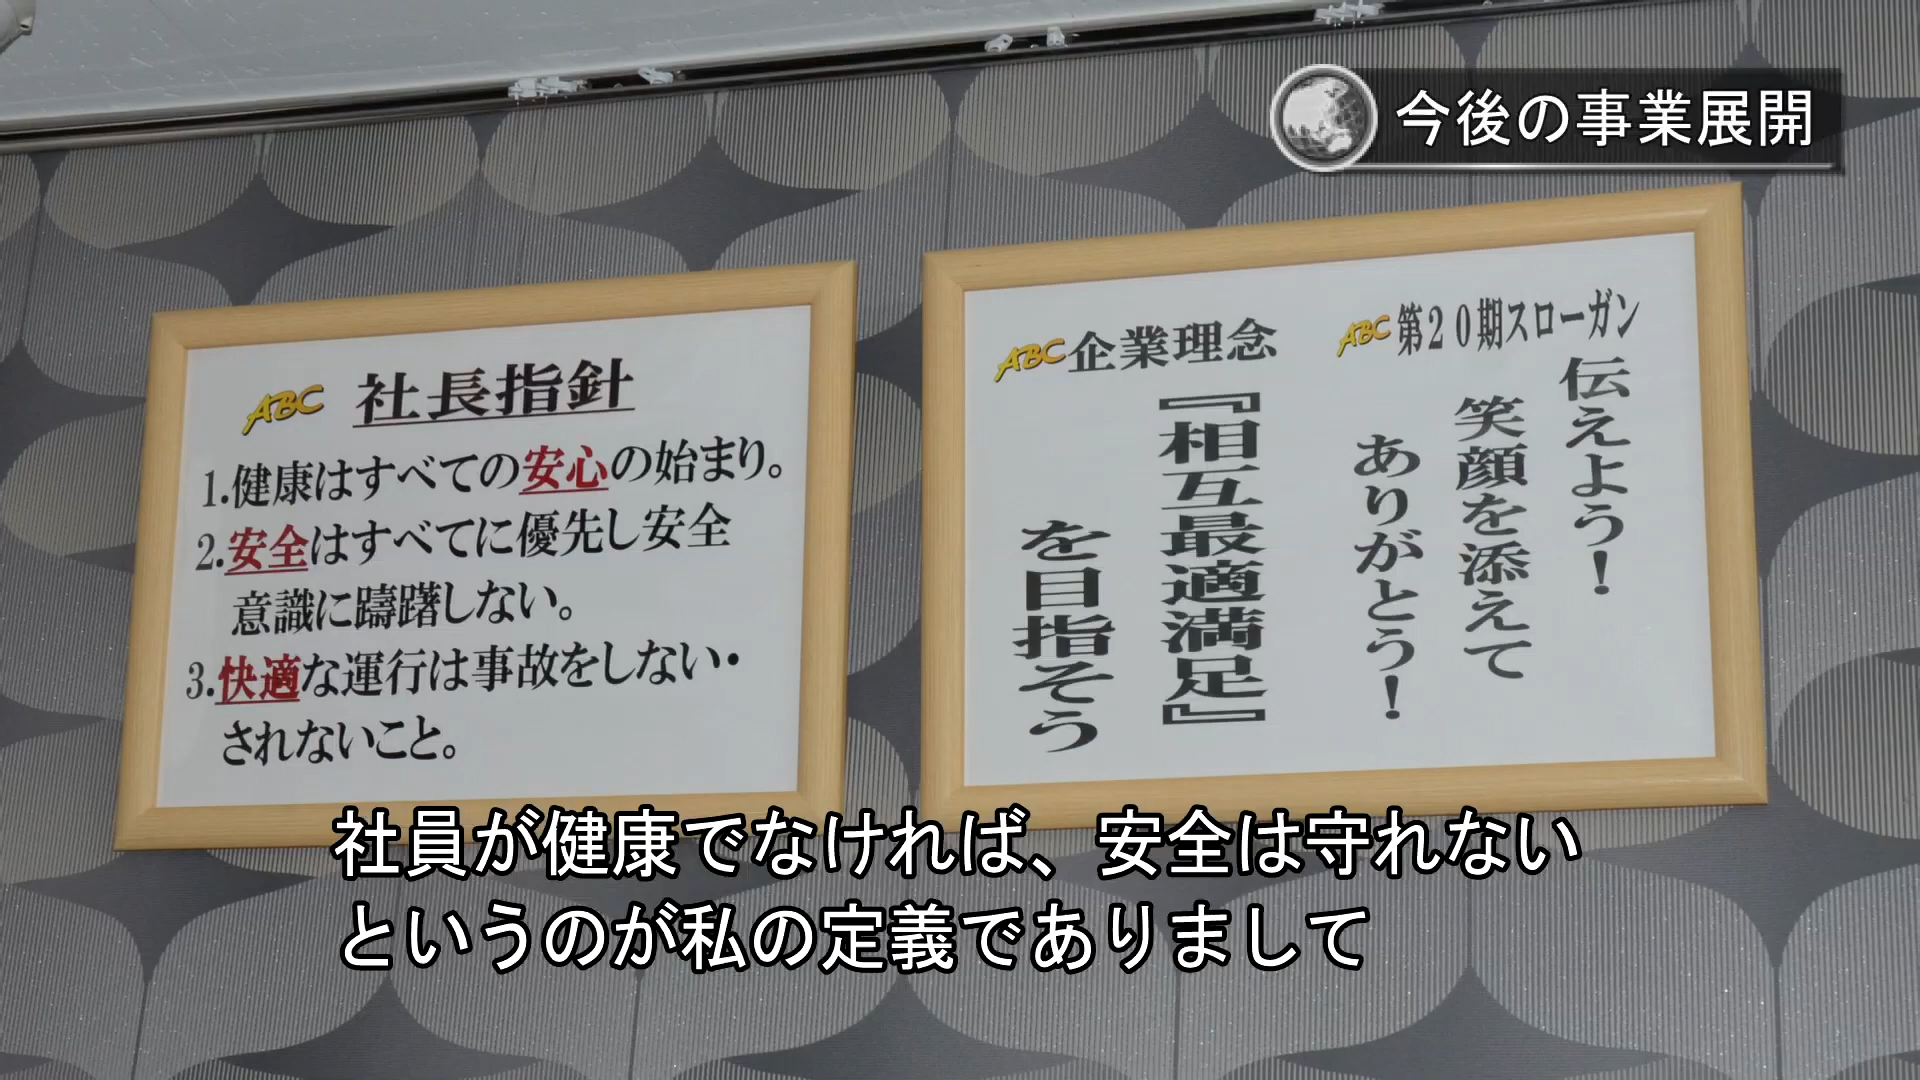 今後の事業展開
ABC 社長指針
1.健康はすべての安心の始まり。
2.安全はすべてに優先し安全
意識に躊躇しない。
3.快適な運行は事故をしない・
されないこと。
ABC 第20期スローガン
伝えよう！
笑顔を添えて
ありがとう！
ABC 企業理念
『相互最適満足』
を目指そう
社員が健康でなければ、安全は守れない
というのが私の定義でありまして